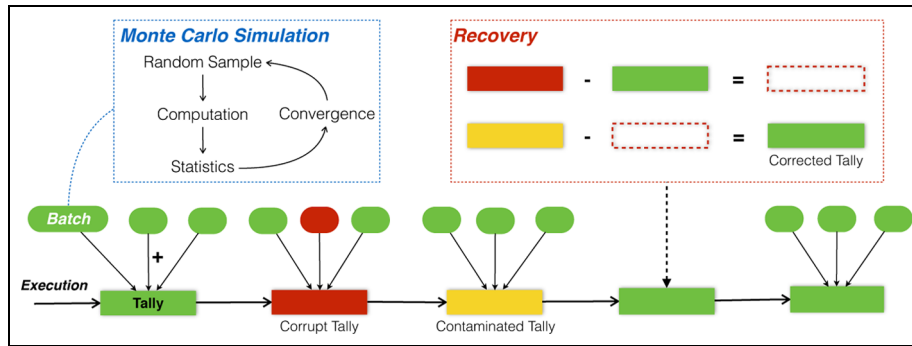 Monte Carlo Simulation
Random Sample
Computation
Convergence
Statistics
Recovery
- =
- =
Corrected Tally
Batch
+
Execution
Tally
Corrupt Tally
Contaminated Tally